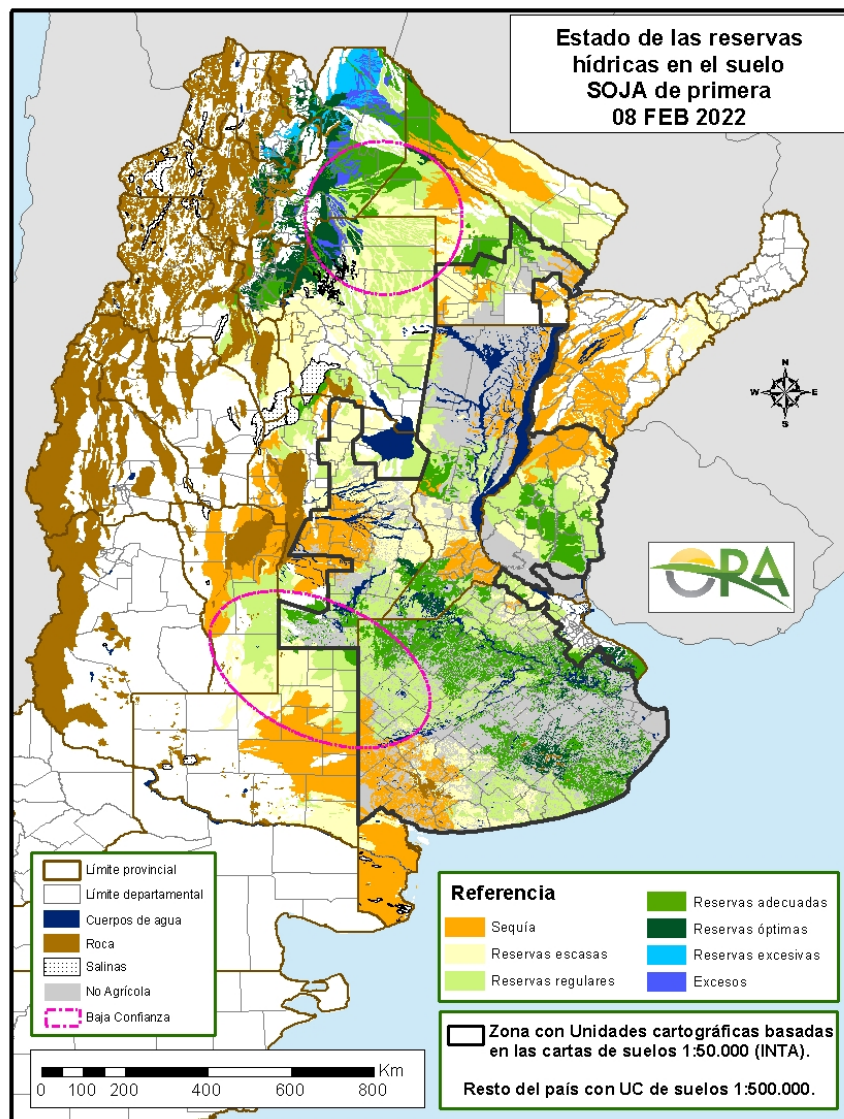 Estado de las reservas
hídricas en el suelo
SOJA de primera
08 FEB 2022
N
W
E
S
ORA
Límite provincial
Límite departamental
Cuerpos de agua
Roca
Salinas
No Agrícola
Baja Confianza
Referencia
Sequía
Reservas escasas
Reservas regulares
Reservas adecuadas
Reservas óptimas
Reservas excesivas
Excesos
Zona con Unidades cartográficas basadas
en las cartas de suelos 1:50.000 (INTA).
Resto del país con UC de suelos 1:500.000.
Km
0 100 200 400 600 800